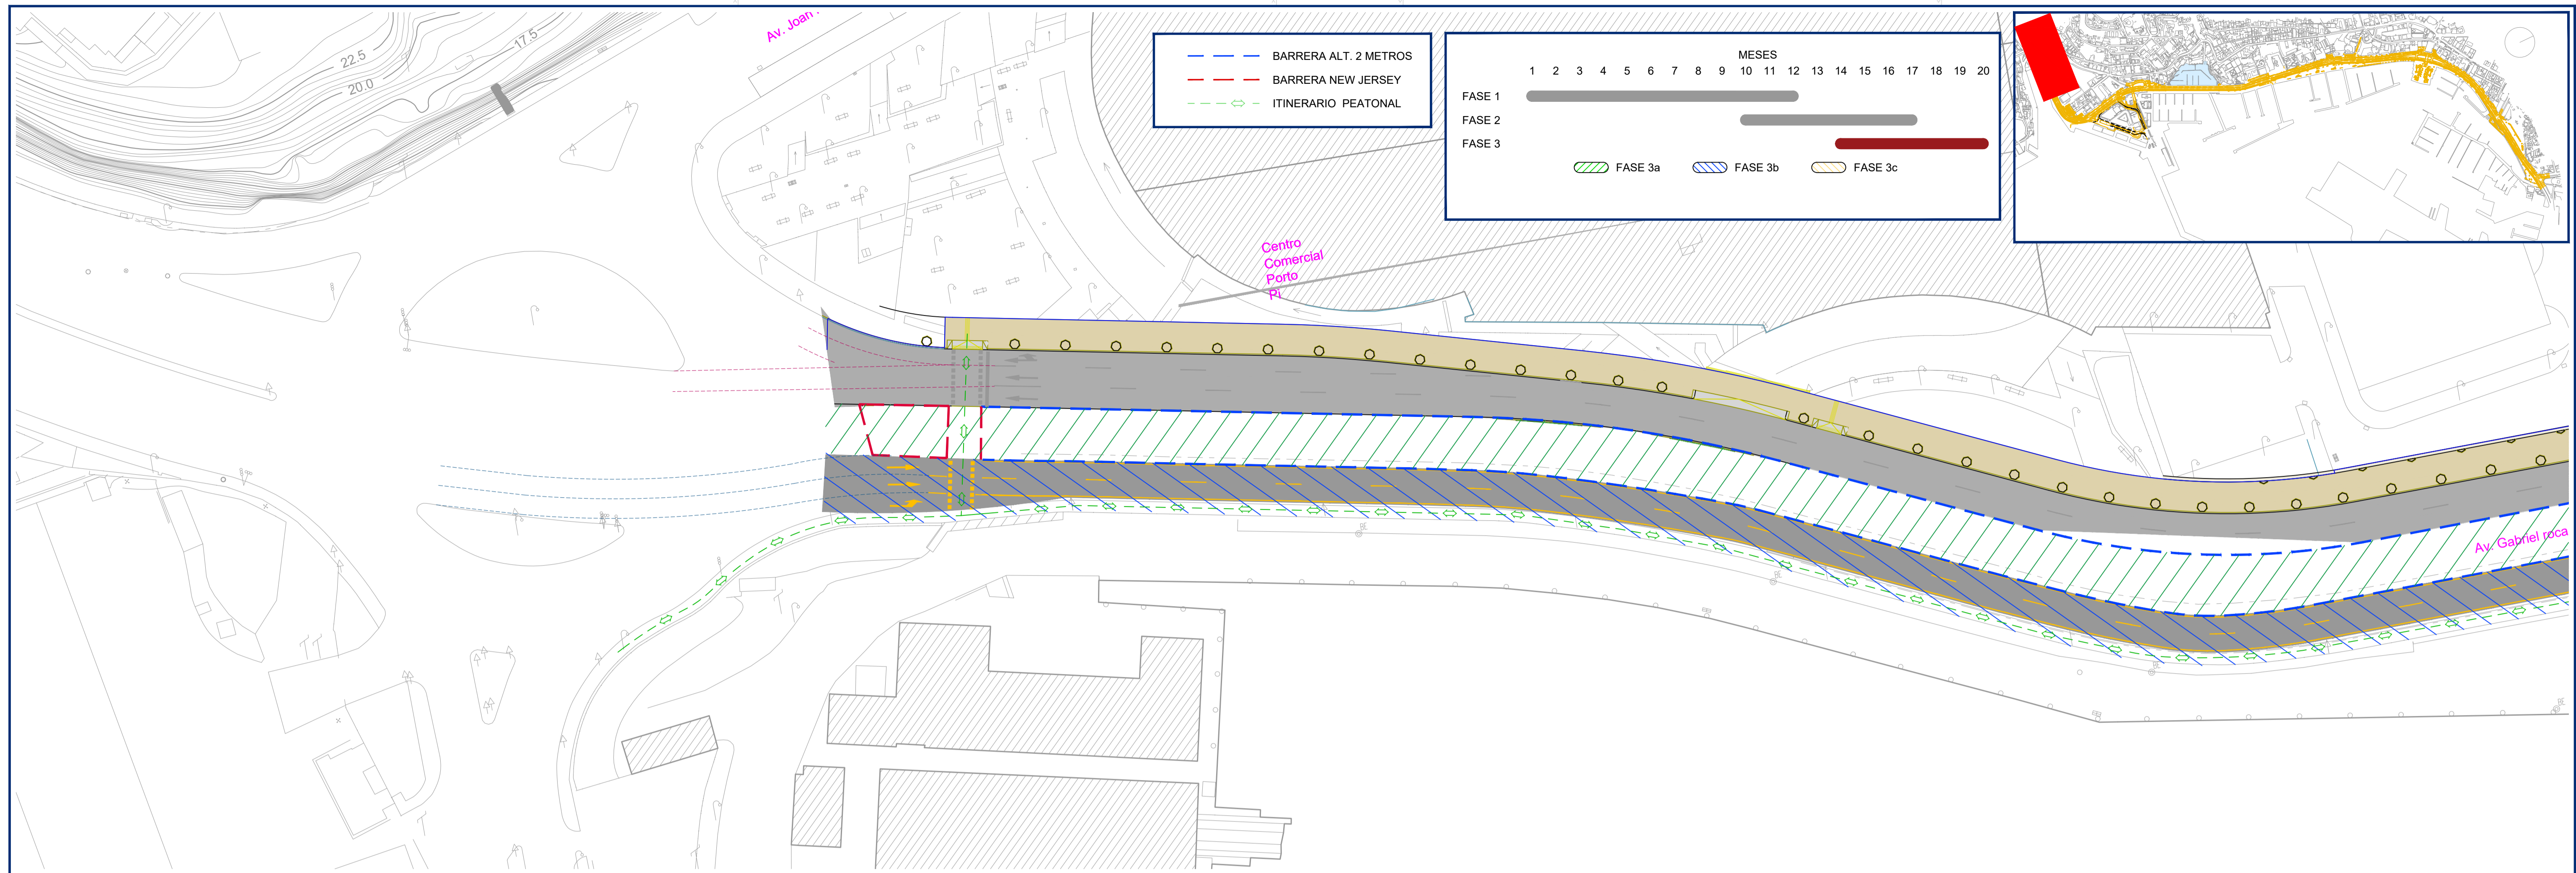 Av. Joan
22.5
20.0
17.5
BARRERA ALT. 2 METROS
BARRERA NEW JERSEY
ITINERARIO PEATONAL
MESES
1 2 3 4 5 6 7 8 9 10 11 12 13 14 15 16 17 18 19 20
FASE 1
FASE 2
FASE 3
FASE 3a FASE 3b FASE 3c
Centro
Comercial
Porto
Pi
Av. Gabriel roca